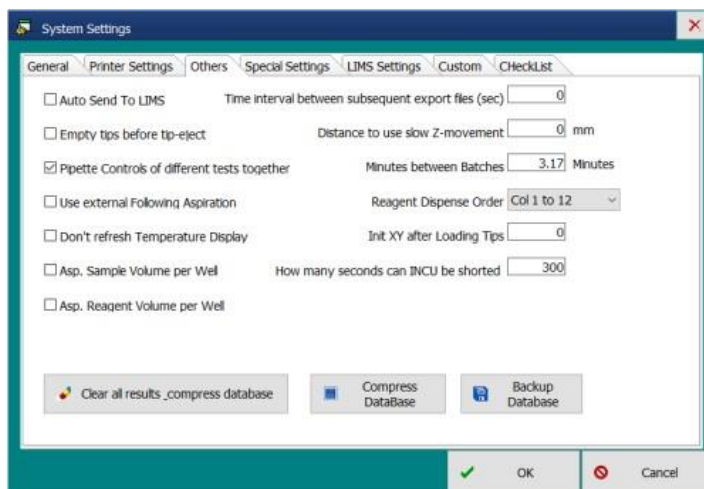 System Settings
General Printer Settings Others Special Settings LIMS Settings Custom CHeckList
Auto Send To LIMS Time interval between subsequent export files (sec) 0
Empty tips before tip-eject Distance to use slow Z-movement 0 mm
Pipette Controls of different tests together Minutes between Batches 3.17 Minutes
Use external Following Aspiration Reagent Dispense Order Col 1 to 12
Don't refresh Temperature Display Init XY after Loading Tips 0
Asp. Sample Volume per Well How many seconds can INCU be shorted 300
Asp. Reagent Volume per Well
Clear all results _compress database
Compress
DataBase
Backup
Database
OK Cancel